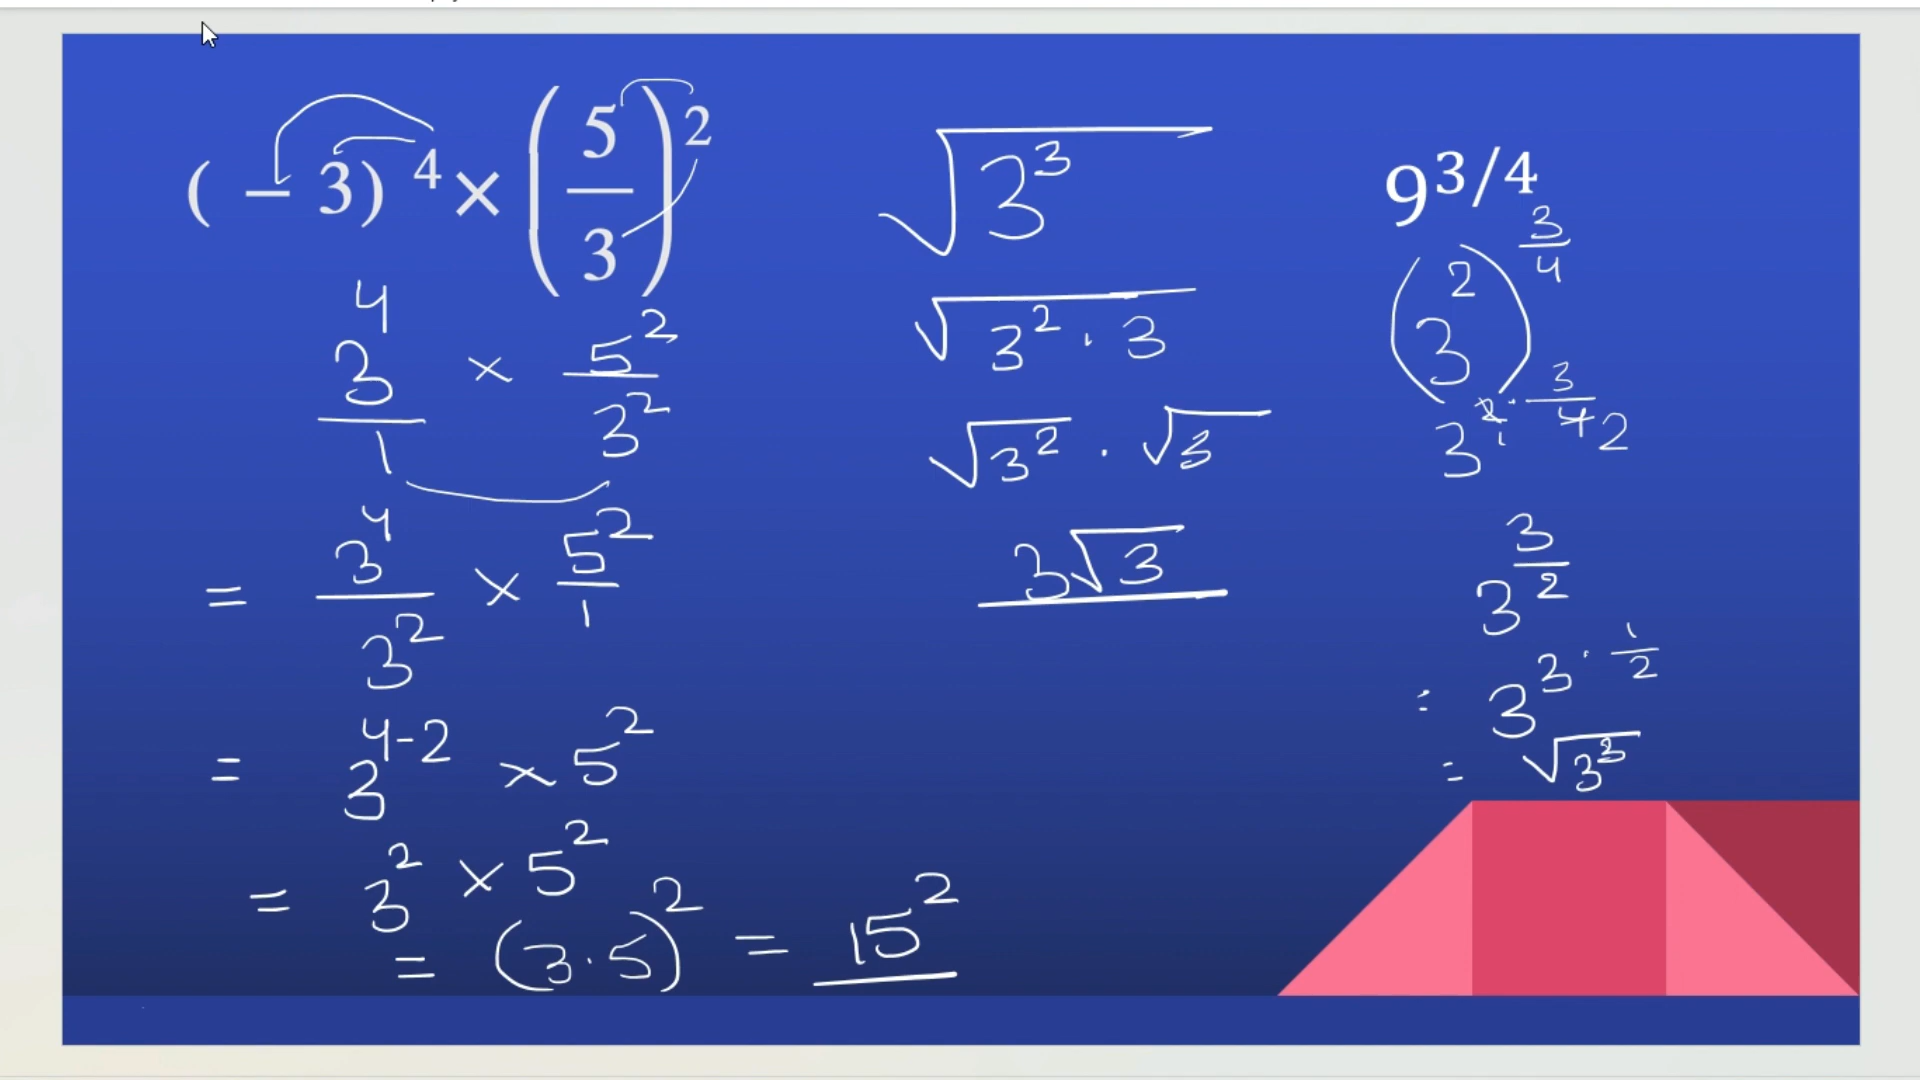 (−3)⁴ × (5/3)²
3⁴/1 × 5²/3²
= 3⁴/3² × 5²/1
= 3⁴⁻² × 5²
= 3² × 5²
= (3·5)² = 15²
√(3³)
√(3² · 3)
√(3²) · √3
3√3
9^3/4
(3²)^(3/4)
3^(2/1 · 3/4 2)
3^(3/2)
= 3^(3 · 1/2)
= √(3³)